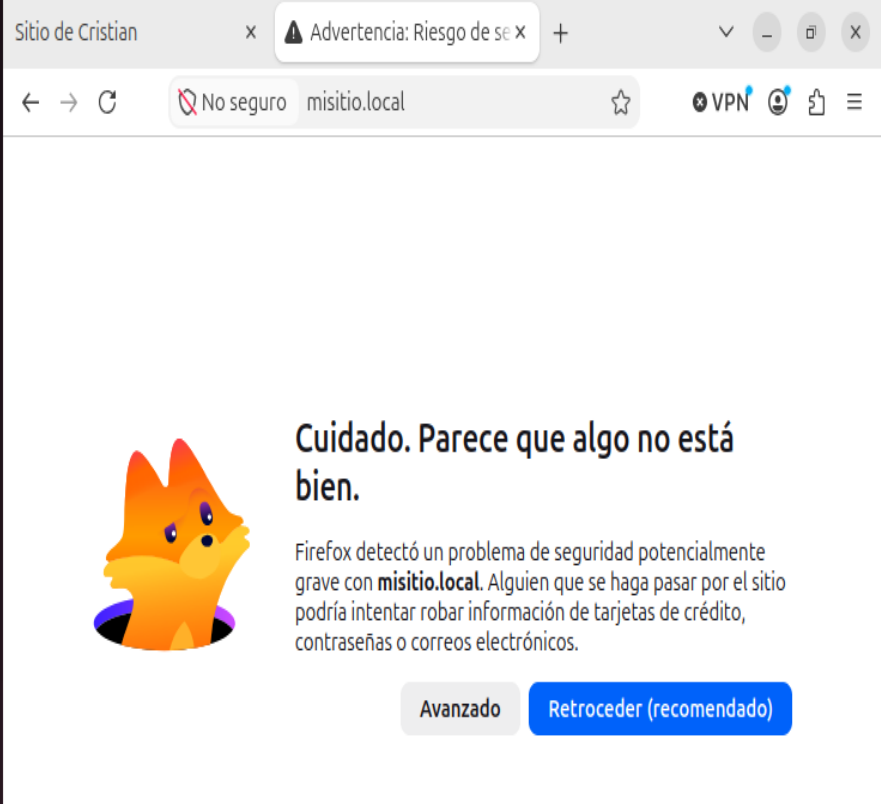 Sitio de Cristian
Advertencia: Riesgo de se
No seguro misitio.local
VPN
Cuidado. Parece que algo no está
bien.
Firefox detectó un problema de seguridad potencialmente
grave con misitio.local. Alguien que se haga pasar por el sitio
podría intentar robar información de tarjetas de crédito,
contraseñas o correos electrónicos.
Avanzado Retroceder (recomendado)